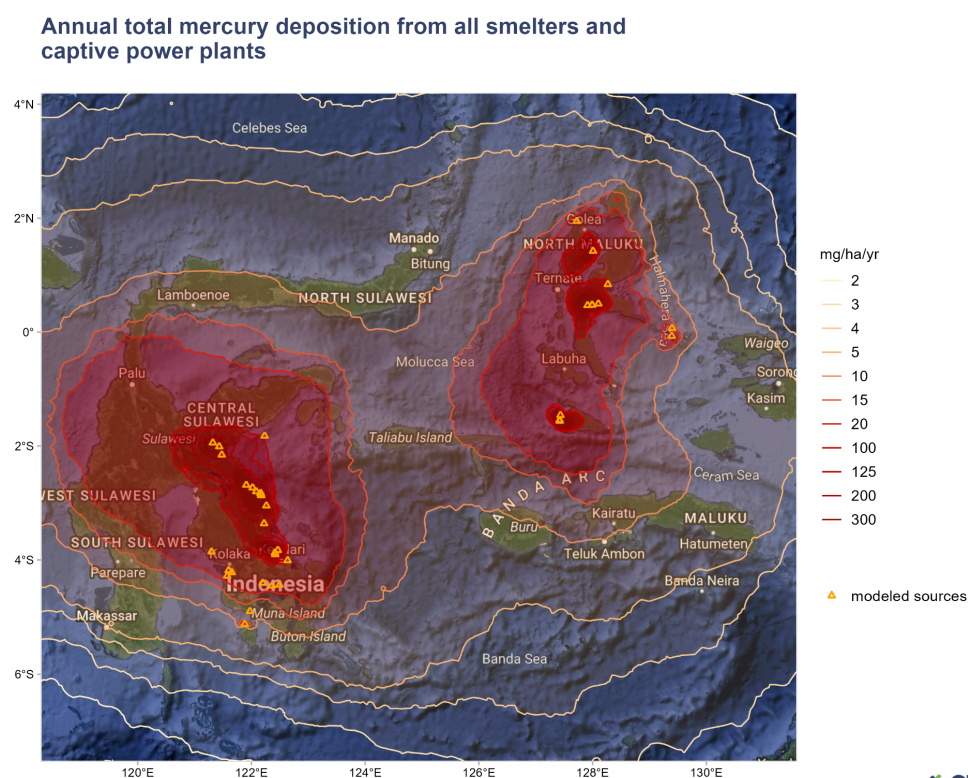 Annual total mercury deposition from all smelters and
captive power plants
4°N
2°N
0°
2°S
4°S
6°S
Celebes Sea
Manado
Bitung
Lamboenoe
NORTH SULAWESI
Galea
NORTH MALUKU
Ternate
Halmahera Sea
Molucca Sea
Labuha
Waigeo
Sorong
Kasim
Palu
CENTRAL
SULAWESI
Sulawesi
Taliabu Island
WEST SULAWESI
BANDA ARC
Ceram Sea
SOUTH SULAWESI
Buru
Kairatu
MALUKU
Teluk Ambon
Hatumeten
Kolaka
Kendari
Parepare
Indonesia
Banda Neira
Makassar
Muna Island
Buton Island
Banda Sea
120°E
122°E
124°E
126°E
128°E
130°E
mg/ha/yr
2
3
4
5
10
15
20
100
125
200
300
modeled sources